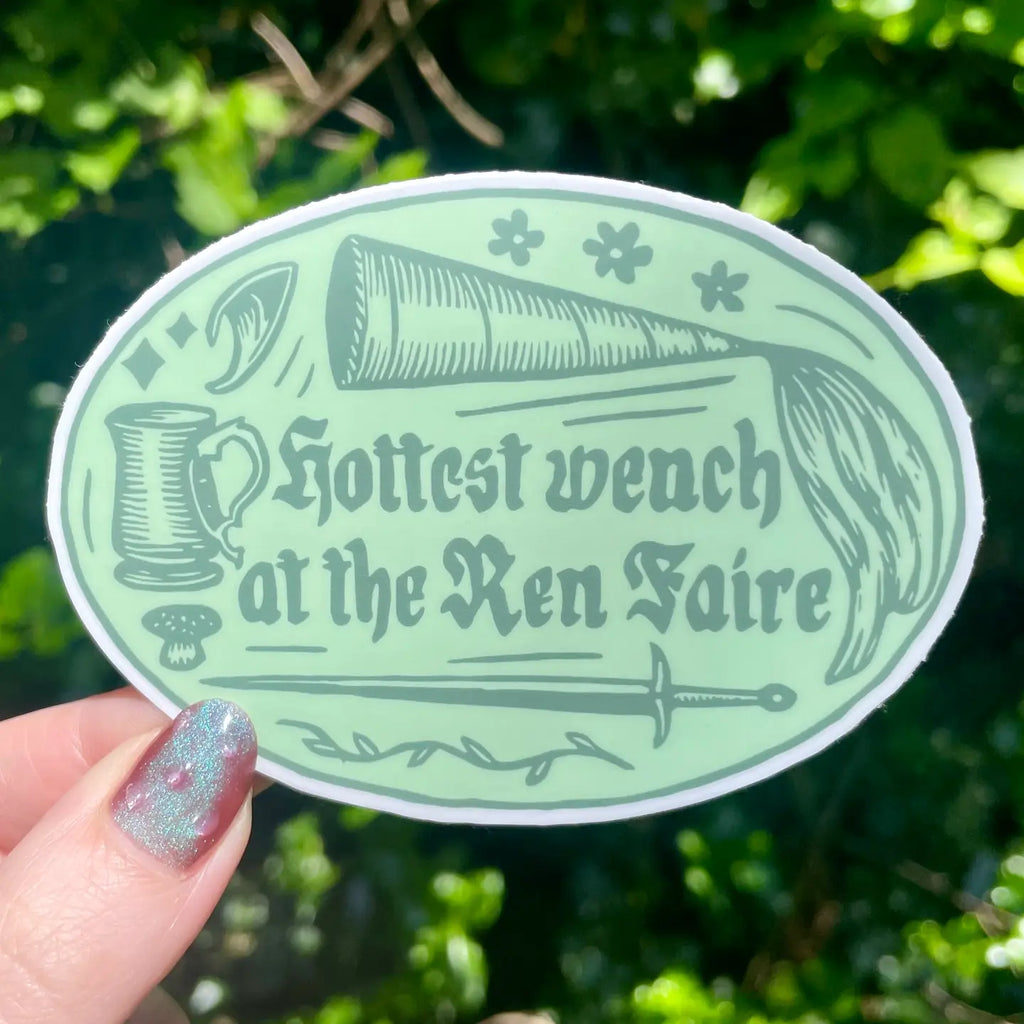 Hottest wench
at the Ren Faire